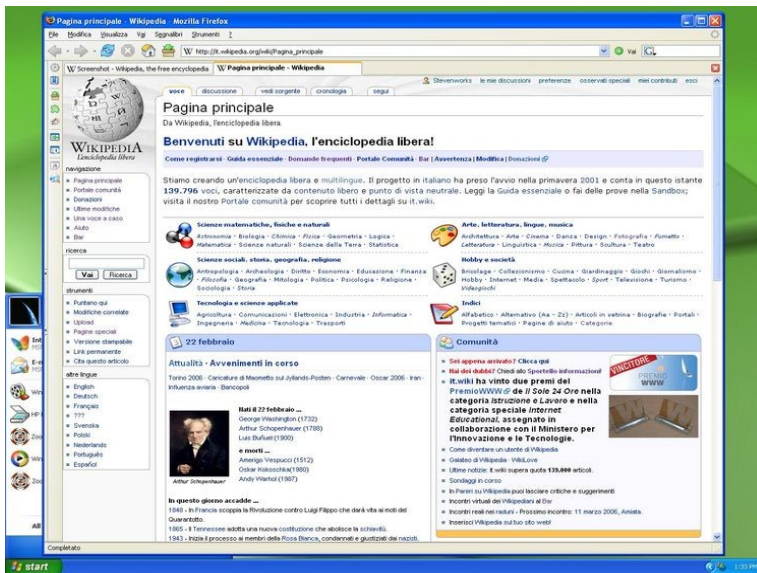 Pagina principale - Wikipedia - Mozilla Firefox
File Modifica Visualizza Vai Segnalibri Strumenti ?
http://it.wikipedia.org/wiki/Pagina_principale
Vai
Screenshot - Wikipedia, the free encyclopedia
Pagina principale - Wikipedia
Stevenworks le mie discussioni preferenze osservati speciali miei contributi esci
voce discussione vedi sorgente cronologia segui
WIKIPEDIA
L'enciclopedia libera
navigazione
Pagina principale
Portale comunità
Donazioni
Ultime modifiche
Una voce a caso
Aiuto
Bar
ricerca
Vai Ricerca
strumenti
Puntano qui
Modifiche correlate
Upload
Pagine speciali
Versione stampabile
Link permanente
Cita questo articolo
altre lingue
English
Deutsch
Français
???
Svenska
Polski
Nederlands
Português
Español
Pagina principale
Da Wikipedia, l'enciclopedia libera.
Benvenuti su Wikipedia, l'enciclopedia libera!
Come registrarsi · Guida essenziale · Domande frequenti · Portale Comunità · Bar | Avvertenza | Modifica | Donazioni
Stiamo creando un'enciclopedia libera e multilingue. Il progetto in italiano ha preso l'avvio nella primavera 2001 e conta in questo istante
139.796 voci, caratterizzate da contenuto libero e punto di vista neutrale. Leggi la Guida essenziale o fai delle prove nella Sandbox;
visita il nostro Portale comunità per scoprire tutti i dettagli su it.wiki.
Scienze matematiche, fisiche e naturali
Astronomia · Biologia · Chimica · Fisica · Geometria · Logica ·
Matematica · Scienze naturali · Scienze della Terra · Statistica
Arte, letteratura, lingue, musica
Architettura · Arte · Cinema · Danza · Design · Fotografia · Fumetto ·
Letteratura · Linguistica · Musica · Pittura · Scultura · Teatro
Scienze sociali, storia, geografia, religione
Antropologia · Archeologia · Diritto · Economia · Educazione · Finanza
· Filosofia · Geografia · Mitologia · Politica · Psicologia · Religione ·
Sociologia · Storia
Hobby e società
Bricolage · Collezionismo · Cucina · Giardinaggio · Giochi · Giornalismo ·
Hobby · Internet · Media · Spettacolo · Sport · Televisione · Turismo ·
Videogiochi
Tecnologia e scienze applicate
Agricoltura · Comunicazioni · Elettronica · Industria · Informatica ·
Ingegneria · Medicina · Tecnologia · Trasporti
Indici
Alfabetico · Alternativo (Aa - Zz) · Articoli in vetrina · Biografie · Portali ·
Progetti tematici · Pagine di aiuto · Categorie
22 febbraio
Attualità · Avvenimenti in corso
Torino 2006 · Caricature di Maometto sul Jyllands-Posten · Carnevale · Oscar 2006 · Iran ·
Influenza aviaria · Bancopoli
Nati il 22 febbraio ...
George Washington (1732)
Arthur Schopenhauer (1788)
Luis Buñuel (1900)
e morti ...
Amerigo Vespucci (1512)
Oskar Kokoschka(1980)
Andy Warhol (1987)
Arthur Schopenhauer
In questo giorno accadde ...
1848 - In Francia scoppia la Rivoluzione contro Luigi Filippo che darà vita ai moti del
Quarantotto.
1865 - Il Tennessee adotta una nuova costituzione che abolisce la schiavitù.
1943 - Inizia il processo ai membri della Rosa Bianca, condannati e giustiziati dai nazisti.
Comunità
Sei appena arrivato? Clicca qui
Hai dei dubbi? Chiedi allo Sportello informazioni!
it.wiki ha vinto due premi del
PremioWWW de Il Sole 24 Ore nella
categoria Istruzione e Lavoro e nella
categoria speciale Internet
Educational, assegnato in
collaborazione con il Ministero per
l'Innovazione e le Tecnologie.
VINCITORE
PREMIO
WWW
Come diventare un utente di Wikipedia
Galateo di Wikipedia · WikiLove
Ultime notizie: it.wiki supera quota 139.000 articoli.
Sondaggi in corso
In Pareri su Wikipedia puoi lasciare critiche e suggerimenti
Incontri virtuali dei Wikipediani al Bar
Incontri reali nei raduni - Prossimo incontro: 11 marzo 2006, Amiata.
Inserisci Wikipedia sul tuo sito web!
Completato
Int
E-m
Win
HP
Zoo
Win
Zoo
All
start
1:35 PM